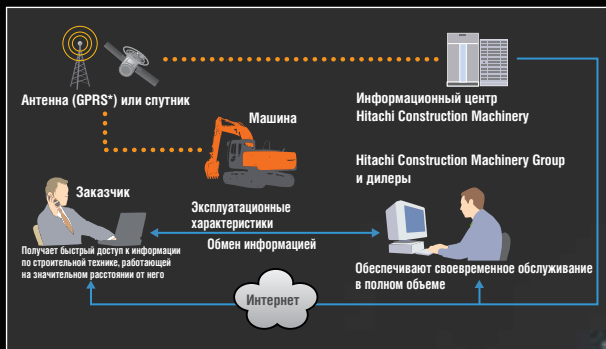 Антенна (GPRS*) или спутник
Информационный центр
Hitachi Construction Machinery
Машина
Hitachi Construction Machinery Group
и дилеры
Заказчик
Эксплуатационные
характеристики
Обмен информацией
Получает быстрый доступ к информации
по строительной технике, работающей
на значительном расстоянии от него
Обеспечивают своевременное обслуживание
в полном объеме
Интернет